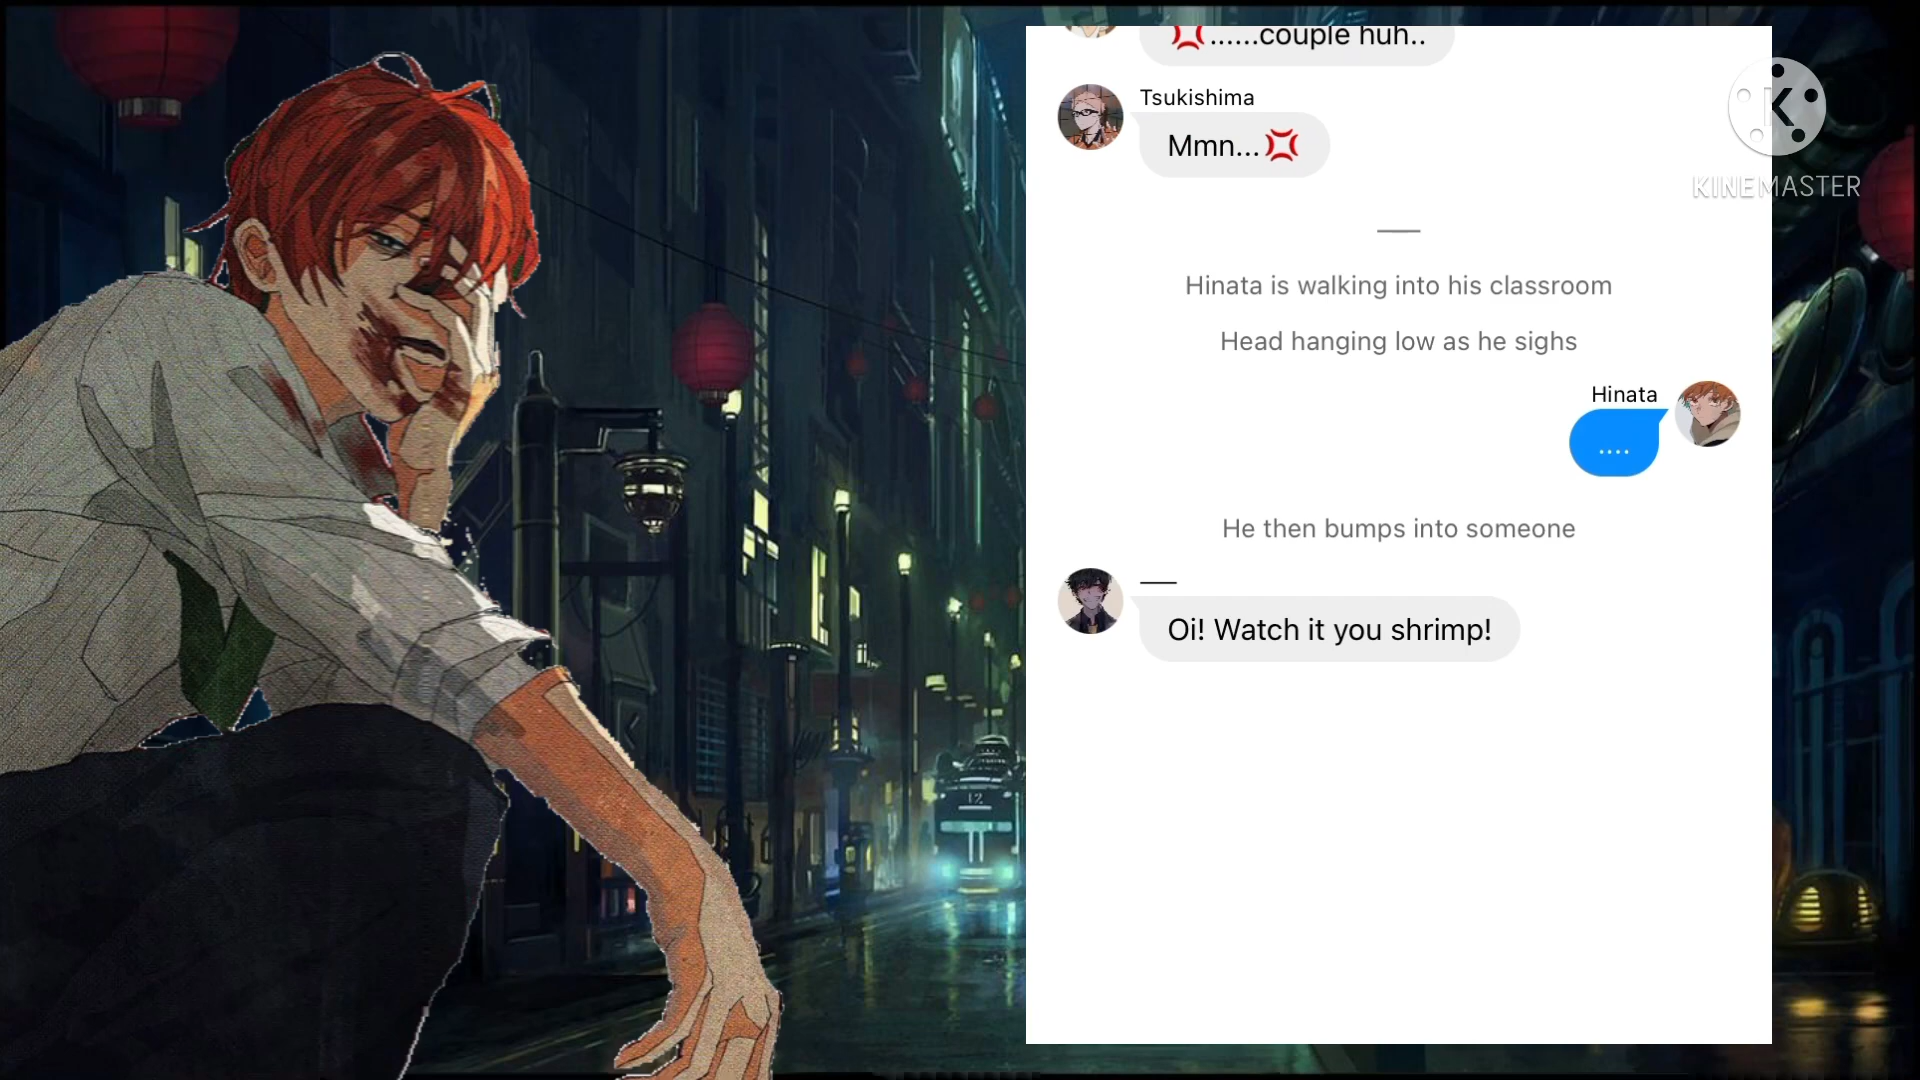 💢......couple huh..
Tsukishima
Mmn...💢
Hinata is walking into his classroom
Head hanging low as he sighs
Hinata
....
He then bumps into someone
Oi! Watch it you shrimp!
K
KINEMASTER
12